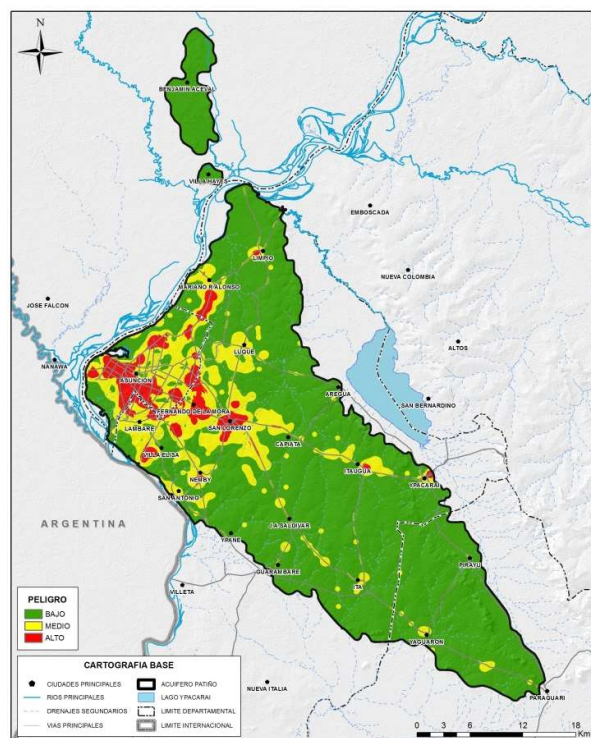 N
BENJAMIN ACEVAL
VILLA HAYES
EMBOSCADA
LIMPIO
NUEVA COLOMBIA
MARIANO R ALONSO
JOSE FALCON
ALTOS
LUQUE
NANAWA
ASUNCION
AREGUA
SAN BERNARDINO
FERNANDO DE LA MORA
LAMBARE
SAN LORENZO
CAPIATA
VILLA ELISA
ITAUGUA
YPACARAI
NEMBY
SAN ANTONIO
ARGENTINA
J.A SALDIVAR
YPANE
PIRAYU
GUARAMBARE
VILLETA
ITA
YAGUARON
NUEVA ITALIA
PARAGUARI
PELIGRO
BAJO
MEDIO
ALTO
CARTOGRAFIA BASE
CIUDADES PRINCIPALES
RIOS PRINCIPALES
DRENAJES SEGUNDARIOS
VIAS PRINCIPALES
ACUIFERO PATIÑO
LAGO YPACARAI
LIMITE DEPARTAMENTAL
LIMITE INTERNACIONAL
0 1,5 3 6 12 18
Km